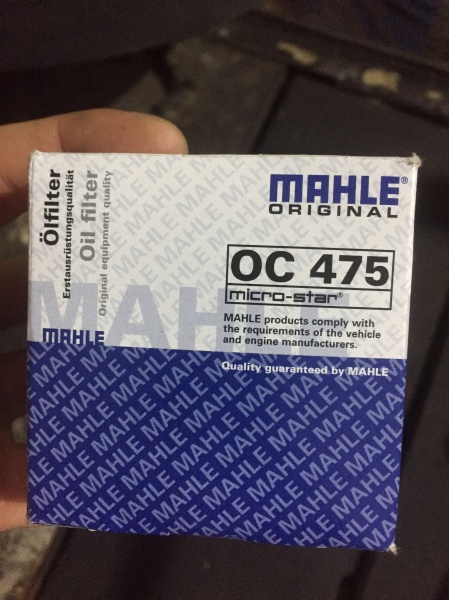 Ölfilter
Erstausrüstungsqualität
Oil filter
Original equipment quality
MAHLE®
ORIGINAL
OC 475
micro-star®
MAHLE products comply with
the requirements of the vehicle
and engine manufacturers.
MAHLE
MAHLE
Quality guaranteed by MAHLE